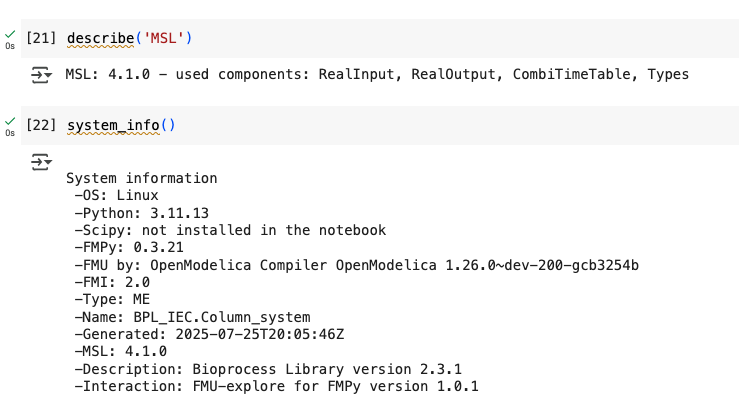 [21] describe('MSL')
0s
MSL: 4.1.0 – used components: RealInput, RealOutput, CombiTimeTable, Types
[22] system_info()
0s
System information
-OS: Linux
-Python: 3.11.13
-Scipy: not installed in the notebook
-FMPy: 0.3.21
-FMU by: OpenModelica Compiler OpenModelica 1.26.0~dev-200-gcb3254b
-FMI: 2.0
-Type: ME
-Name: BPL_IEC.Column_system
-Generated: 2025-07-25T20:05:46Z
-MSL: 4.1.0
-Description: Bioprocess Library version 2.3.1
-Interaction: FMU-explore for FMPy version 1.0.1